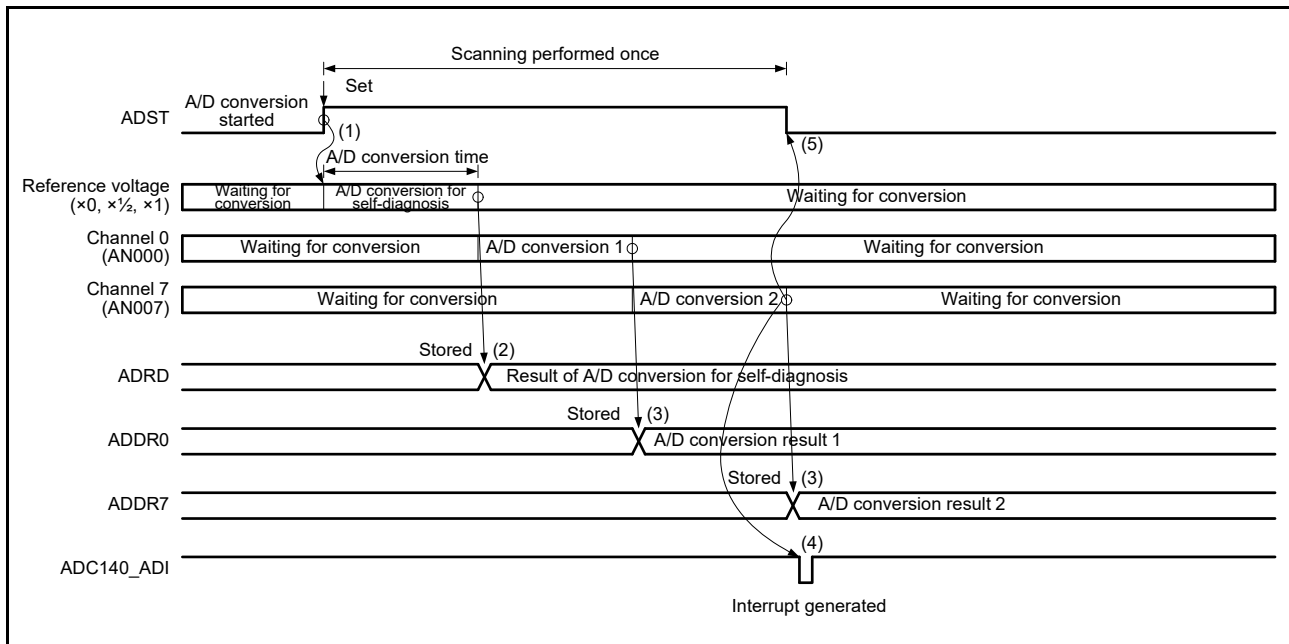 Scanning performed once
Set
A/D conversion
started
ADST
(1)
(5)
A/D conversion time
Reference voltage
(×0, ×½, ×1)
Waiting for
conversion
A/D conversion for
self-diagnosis
Waiting for conversion
Channel 0
(AN000)
Waiting for conversion
A/D conversion 1
Waiting for conversion
Channel 7
(AN007)
Waiting for conversion
A/D conversion 2
Waiting for conversion
Stored
(2)
ADRD
Result of A/D conversion for self-diagnosis
Stored
(3)
ADDR0
A/D conversion result 1
Stored
(3)
ADDR7
A/D conversion result 2
(4)
ADC140_ADI
Interrupt generated